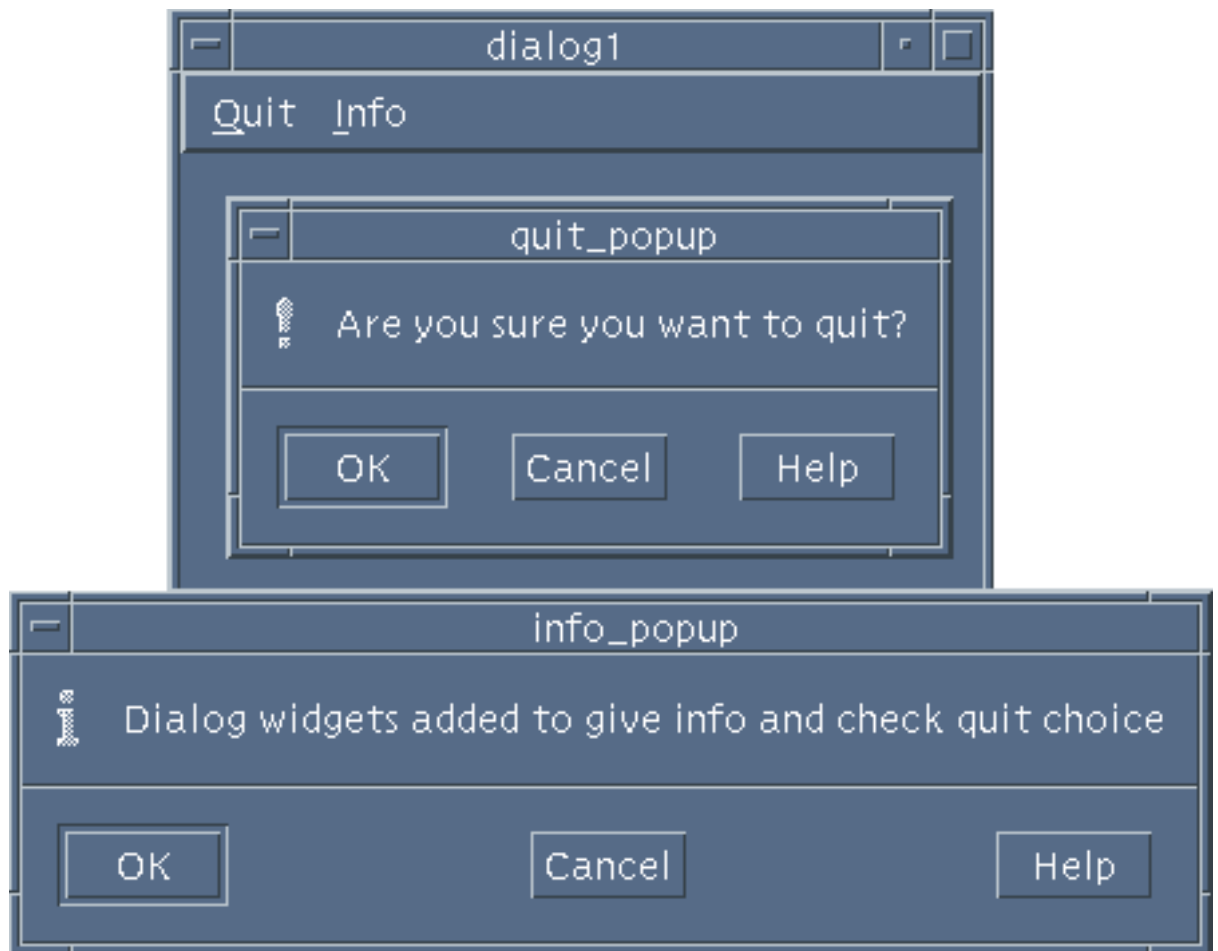 dialog1
Quit Info
quit_popup
Are you sure you want to quit?
OK Cancel Help
info_popup
Dialog widgets added to give info and check quit choice
OK Cancel Help